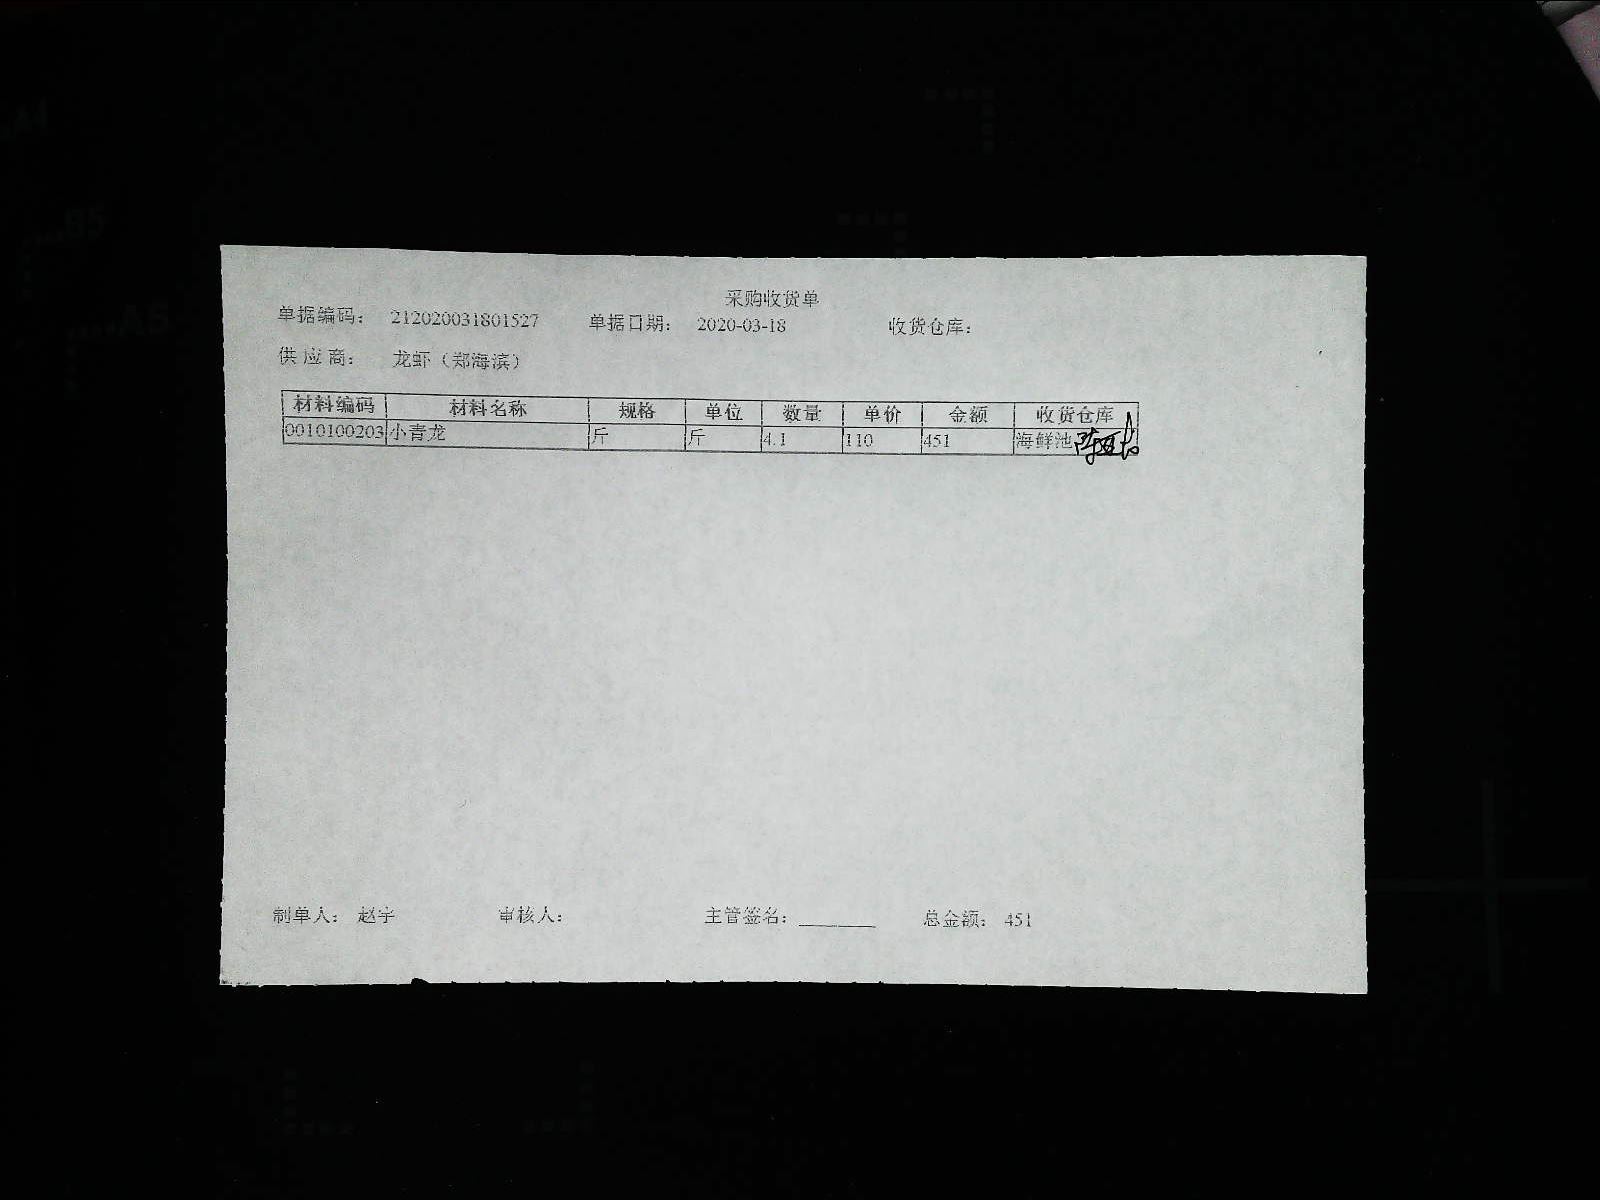 采购收货单
单据编码： 212020031801527 单据日期： 2020-03-18 收货仓库：
供 应 商： 龙虾（郑海滨）
材料编码 材料名称 规格 单位 数量 单价 金额 收货仓库
0010100203 小青龙 斤 斤 4.1 110 451 海鲜池
制单人： 赵宇 审核人： 主管签名： 总金额： 451